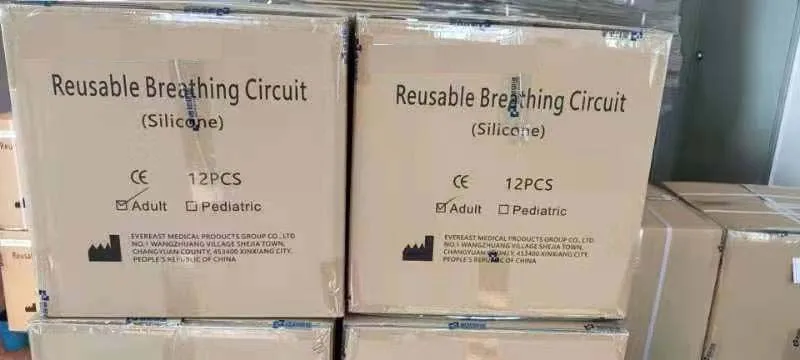 Reusable Breathing Circuit
(Silicone)
CE 12PCS
Adult Pediatric
EVEREAST MEDICAL PRODUCTS GROUP CO., LTD
NO.1 WANGZHUANG VILLAGE SHEJIA TOWN,
CHANGYUAN COUNTY, 453400 XINXIANG CITY,
PEOPLE'S REPUBLIC OF CHINA
Reusable Breathing Circuit
(Silicone)
CE 12PCS
Adult Pediatric
EVEREAST MEDICAL PRODUCTS GROUP CO., LTD
NO.1 WANGZHUANG VILLAGE SHEJIA TOWN,
CHANGYUAN COUNTY, 453400 XINXIANG CITY,
PEOPLE'S REPUBLIC OF CHINA